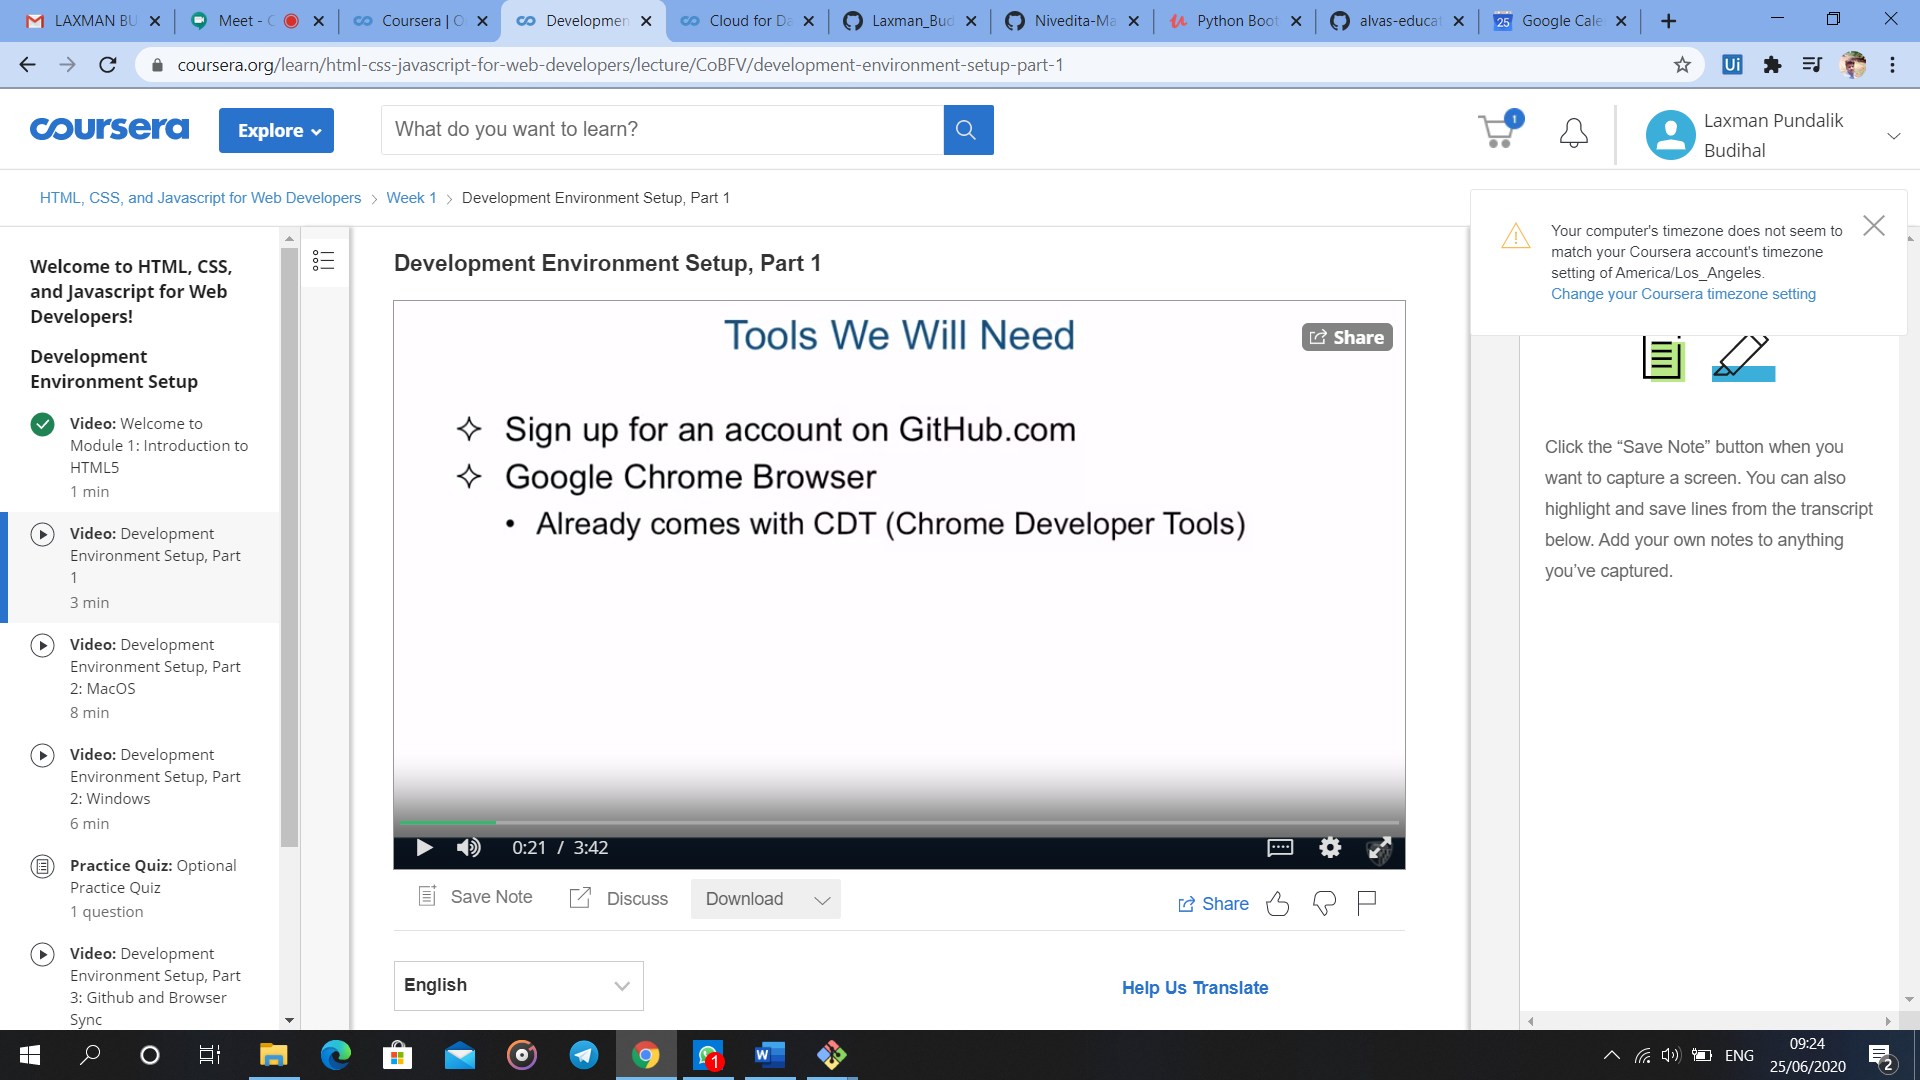 LAXMAN BU
Meet - C
Coursera | O
Developmen
Cloud for Da
Laxman_Bud
Nivedita-Ma
Python Boot
alvas-educat
25
Google Cale
coursera.org/learn/html-css-javascript-for-web-developers/lecture/CoBFV/development-environment-setup-part-1
Ui
coursera
Explore
What do you want to learn?
1
Laxman Pundalik
Budihal
HTML, CSS, and Javascript for Web Developers
Week 1
Development Environment Setup, Part 1
Your computer's timezone does not seem to
match your Coursera account's timezone
setting of America/Los_Angeles.
Change your Coursera timezone setting
Welcome to HTML, CSS,
and Javascript for Web
Developers!
Development
Environment Setup
Video: Welcome to
Module 1: Introduction to
HTML5
1 min
Video: Development
Environment Setup, Part
1
3 min
Video: Development
Environment Setup, Part
2: MacOS
8 min
Video: Development
Environment Setup, Part
2: Windows
6 min
Practice Quiz: Optional
Practice Quiz
1 question
Video: Development
Environment Setup, Part
3: Github and Browser
Sync
Development Environment Setup, Part 1
Tools We Will Need
Share
Sign up for an account on GitHub.com
Google Chrome Browser
• Already comes with CDT (Chrome Developer Tools)
0:21 / 3:42
Save Note
Discuss
Download
Share
English
Help Us Translate
Click the “Save Note” button when you
want to capture a screen. You can also
highlight and save lines from the transcript
below. Add your own notes to anything
you’ve captured.
1
W
ENG
09:24
25/06/2020
2